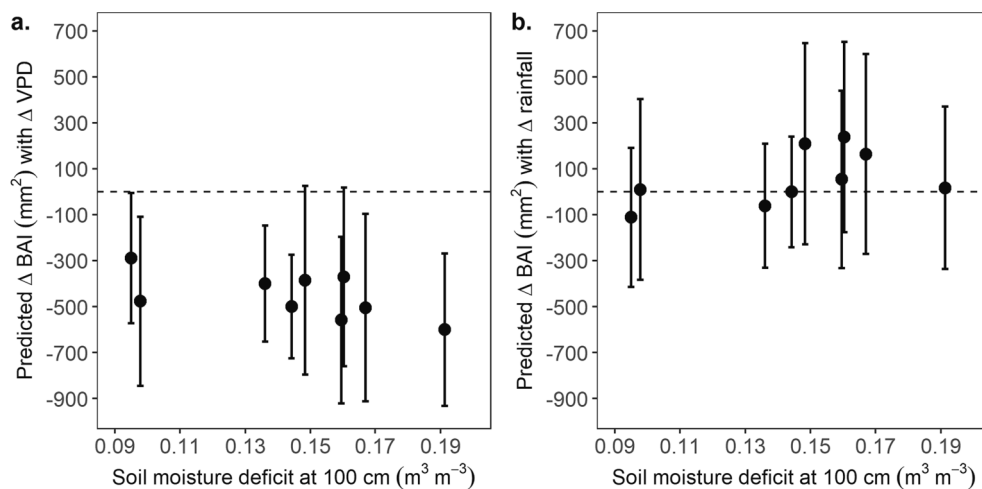 a.
Predicted Δ BAI (mm²) with Δ VPD
700
500
300
100
-100
-300
-500
-700
-900
0.09 0.11 0.13 0.15 0.17 0.19
Soil moisture deficit at 100 cm (m³ m⁻³)
b.
Predicted Δ BAI (mm²) with Δ rainfall
700
500
300
100
-100
-300
-500
-700
-900
0.09 0.11 0.13 0.15 0.17 0.19
Soil moisture deficit at 100 cm (m³ m⁻³)